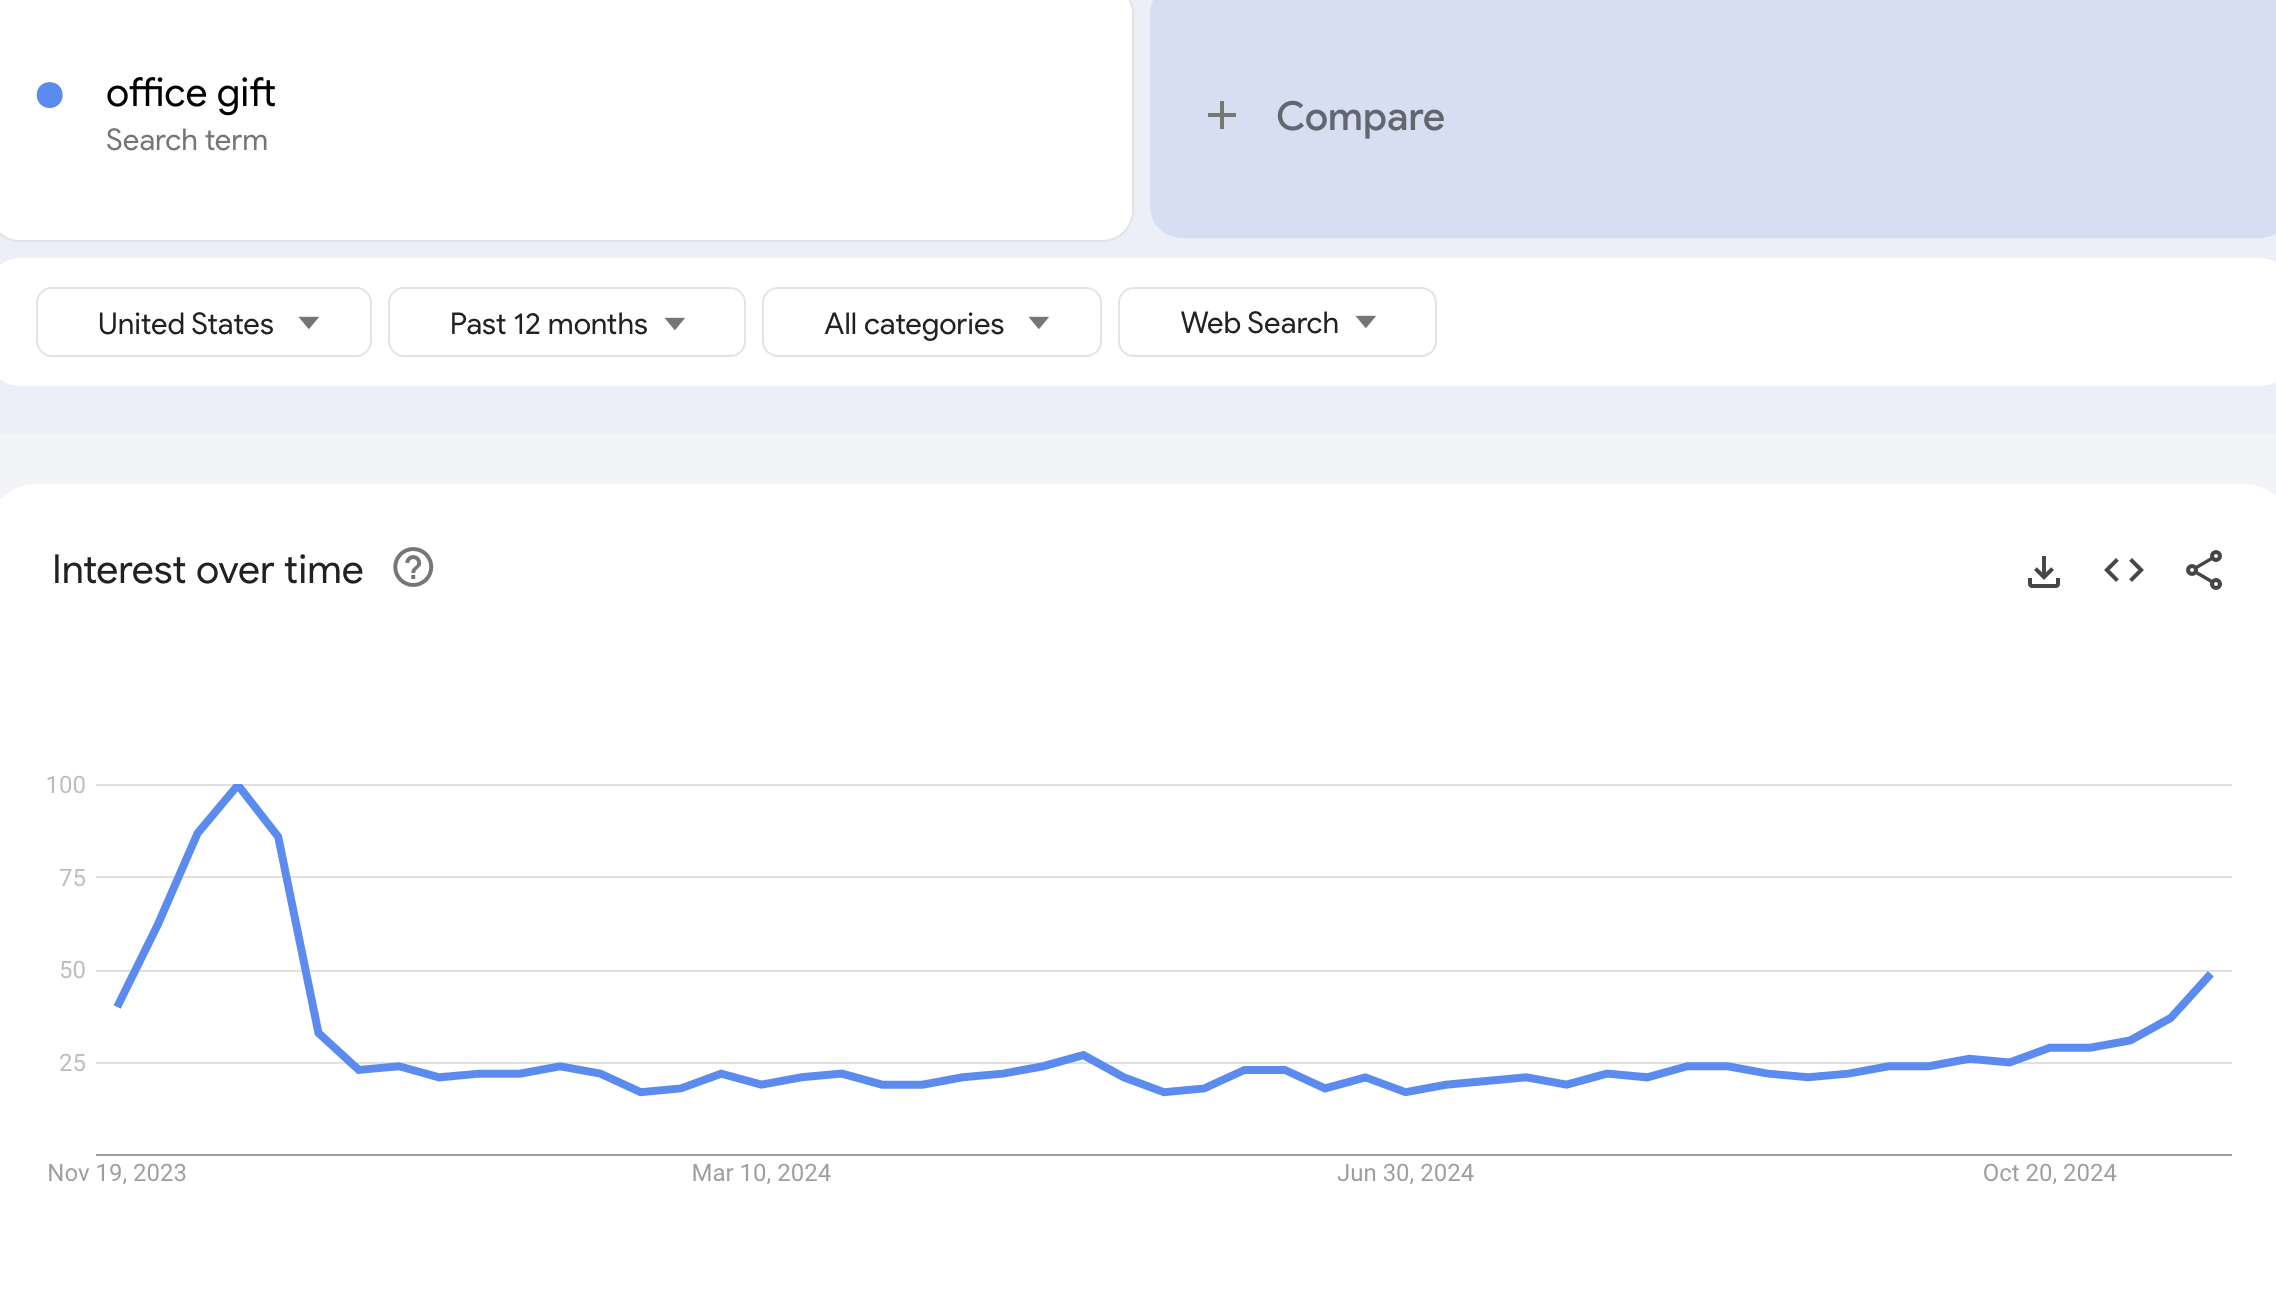 office gift
Search term
+ Compare
United States
Past 12 months
All categories
Web Search
Interest over time
100
75
50
25
Nov 19, 2023
Mar 10, 2024
Jun 30, 2024
Oct 20, 2024